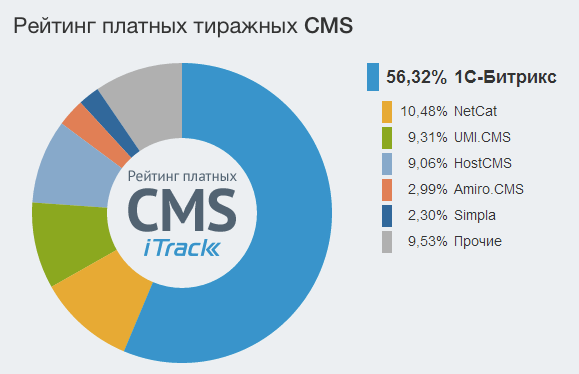 Рейтинг платных тиражных CMS
56,32% 1С-Битрикс
10,48% NetCat
9,31% UMI.CMS
9,06% HostCMS
2,99% Amiro.CMS
2,30% Simpla
9,53% Прочие
Рейтинг платных
CMS
iTrack